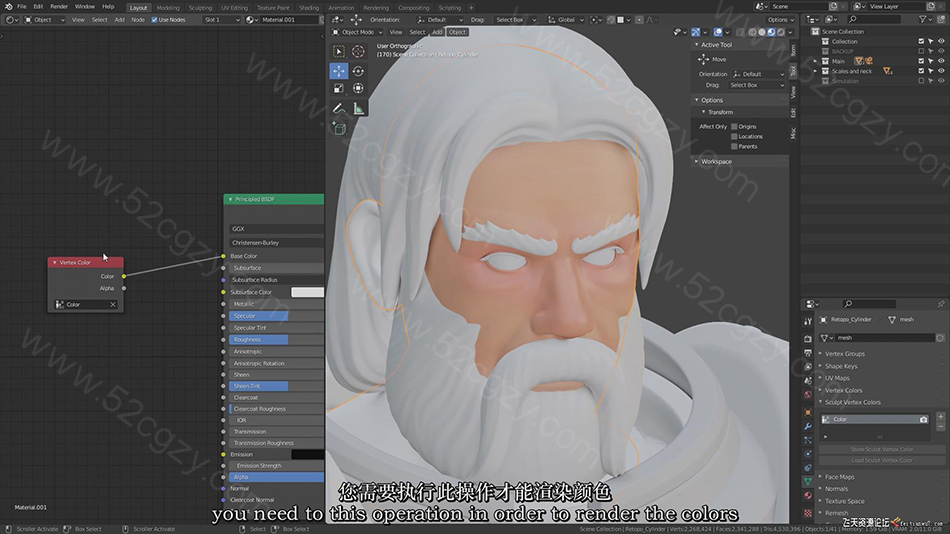 File Edit Render Window Help Layout Modeling Sculpting UV Editing Texture Paint Shading Animation Rendering Compositing Scripting + Scene View Layer
Object View Select Add Node Use Nodes Slot 1 Material.001
Orientation: Default Drag: Select Box Global Options
Object Mode View Select Add Object
User Orthographic
(170) Scene Collection | Retopo_Cylinder
Active Tool
Move
Orientation Default
Drag: Select Box
Options
Transform
Affect Only Origins
Locations
Parents
Workspace
Item
Tool
View
Edit
Misc
Scene Collection
Collection
BACKUP
Main
Scales and neck
Simulation
Vertex Color
Color
Alpha
Color
Principled BSDF
GGX
Christensen-Burley
Base Color
Subsurface
Subsurface Radius
Subsurface Color
Metallic
Specular
Specular Tint
Roughness
Anisotropic
Anisotropic Rotation
Sheen
Sheen Tint
Clearcoat
Clearcoat Roughness
IOR
Transmission
Transmission Roughness
Emission
Emission Strength
Alpha
Normal
Clearcoat Normal
Material.001
Retopo_Cylinder mesh
mesh
Vertex Groups
Shape Keys
UV Maps
Vertex Colors
Sculpt Vertex Colors
Color
Store Sculpt Vertex Color
Load Sculpt Vertex Color
Face Maps
Normals
Texture Space
www.52cgzy.com
您需要执行此操作才能渲染颜色
you need to this operation in order to render the colors
Scroller Activate Box Select Scroller Activate Box Select
Scene Collection | Retopo_Cylinder | Verts:2,268,424 | Faces:2,341,288 | Tris:4,530,396 | Objects:1/41